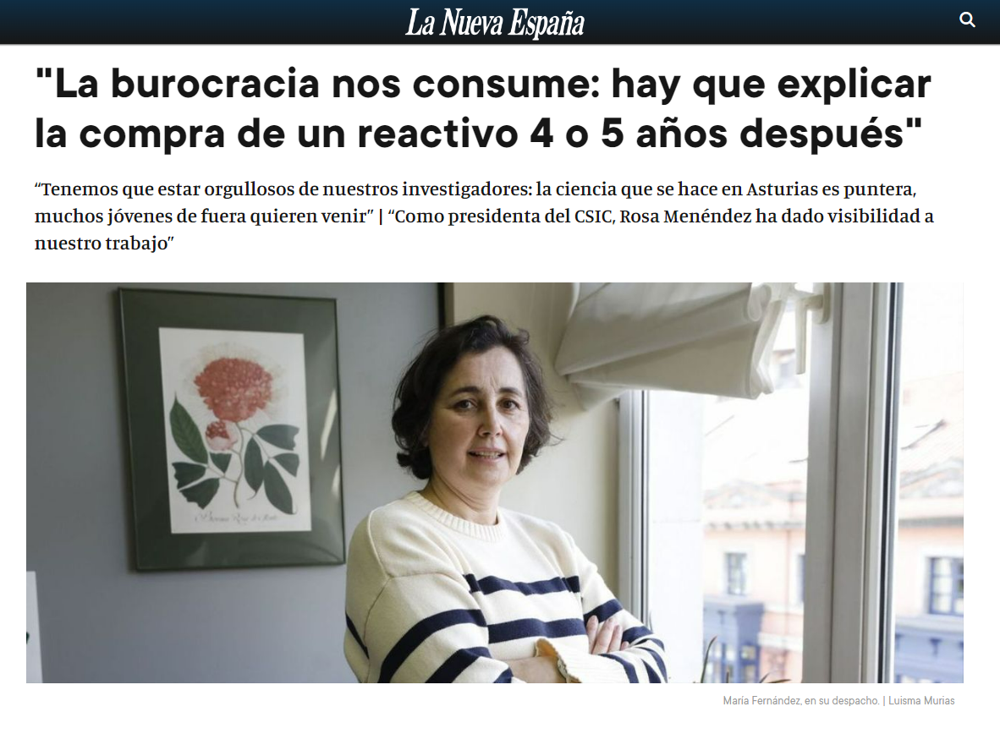 La Nueva España
"La burocracia nos consume: hay que explicar
la compra de un reactivo 4 o 5 años después"
“Tenemos que estar orgullosos de nuestros investigadores: la ciencia que se hace en Asturias es puntera,
muchos jóvenes de fuera quieren venir” | “Como presidenta del CSIC, Rosa Menéndez ha dado visibilidad a
nuestro trabajo”
María Fernández, en su despacho. | Luisma Murias